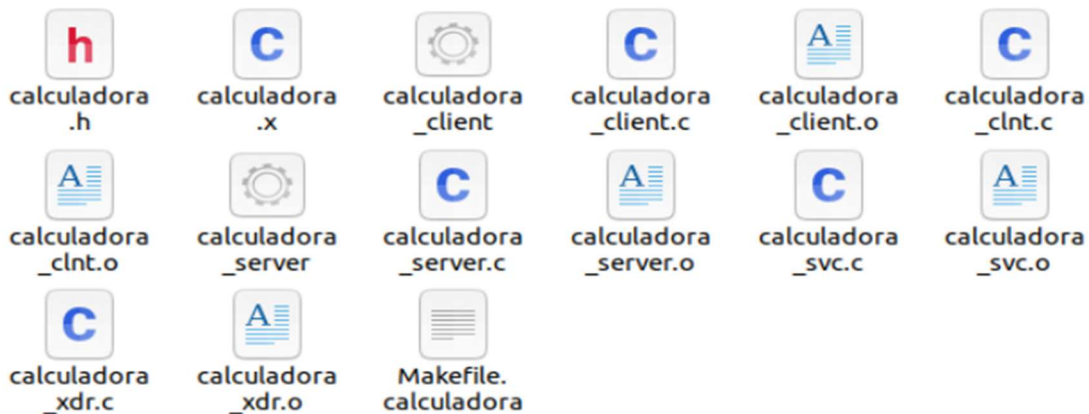 h C C A C
calculadora calculadora calculadora calculadora calculadora calculadora
.h .x _client _client.c _client.o _clnt.c
A C A C A
calculadora calculadora calculadora calculadora calculadora calculadora
_clnt.o _server _server.c _server.o _svc.c _svc.o
C A
calculadora calculadora Makefile.
_xdr.c _xdr.o calculadora